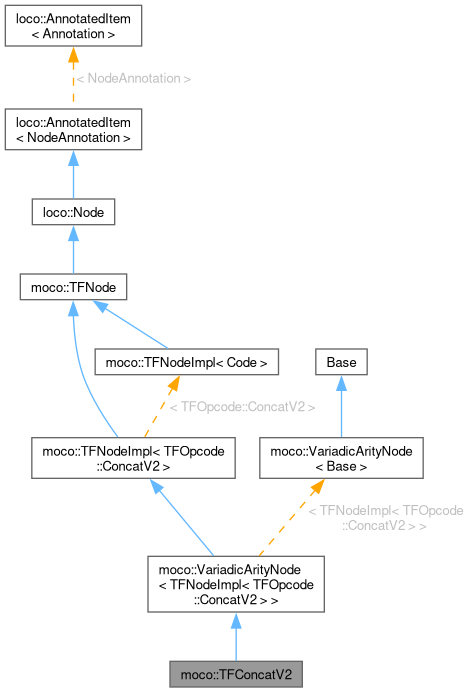 loco::AnnotatedItem
< Annotation >
< NodeAnnotation >
loco::AnnotatedItem
< NodeAnnotation >
loco::Node
moco::TFNode
moco::TFNodeImpl< Code >
Base
< TFOpcode::ConcatV2 >
moco::TFNodeImpl< TFOpcode
::ConcatV2 >
moco::VariadicArityNode
< Base >
< TFNodeImpl< TFOpcode
::ConcatV2 > >
moco::VariadicArityNode
< TFNodeImpl< TFOpcode
::ConcatV2 > >
moco::TFConcatV2